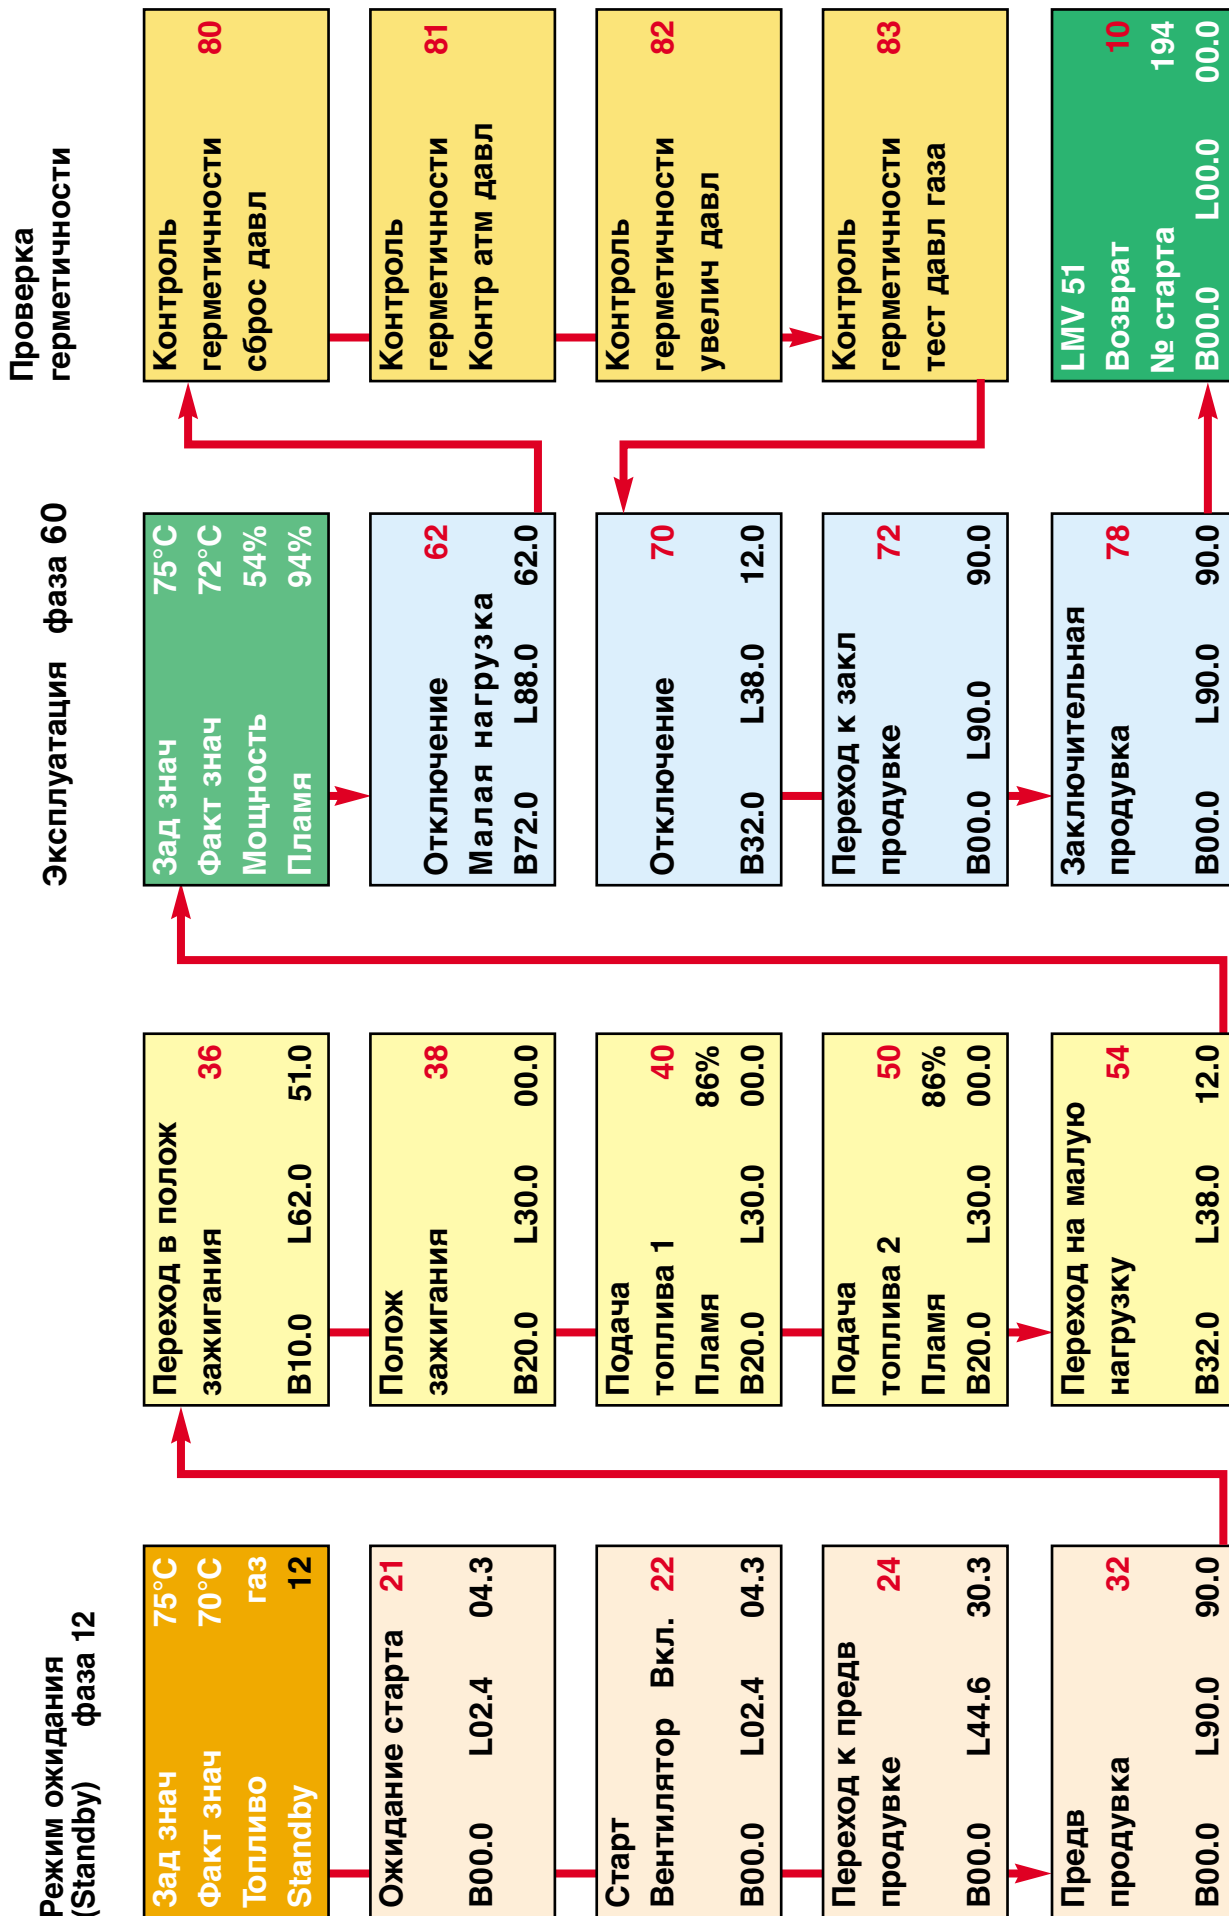 Режим ожидания
(Standby) фаза 12
Зад знач 75°C
Факт знач 70°C
Топливо газ
Standby 12
Ожидание старта 21
B00.0 L02.4 04.3
Старт
Вентилятор Вкл. 22
B00.0 L02.4 04.3
Переход к предв
продувке 24
B00.0 L44.6 30.3
Предв
продувка 32
B00.0 L90.0 90.0
Переход в полож
зажигания 36
B10.0 L62.0 51.0
Полож
зажигания 38
B20.0 L30.0 00.0
Подача
топлива 1 40
Пламя 86%
B20.0 L30.0 00.0
Подача
топлива 2 50
Пламя 86%
B20.0 L30.0 00.0
Переход на малую
нагрузку 54
B32.0 L38.0 12.0
Эксплуатация фаза 60
Зад знач 75°C
Факт знач 72°C
Мощность 54%
Пламя 94%
Отключение 62
Малая нагрузка
B72.0 L88.0 62.0
Отключение 70
B32.0 L38.0 12.0
Переход к закл
продувке 72
B00.0 L90.0 90.0
Заключительная
продувка 78
B00.0 L90.0 90.0
Проверка
герметичности
Контроль
герметичности 80
сброс давл
Контроль
герметичности 81
Контр атм давл
Контроль
герметичности 82
увелич давл
Контроль
герметичности 83
тест давл газа
LMV 51
Возврат 10
№ старта 194
B00.0 L00.0 00.0